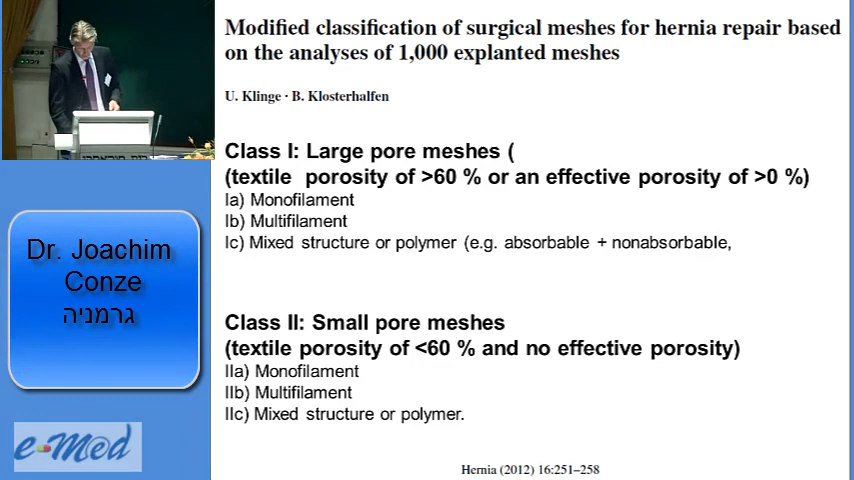 Modified classification of surgical meshes for hernia repair based
on the analyses of 1,000 explanted meshes
U. Klinge · B. Klosterhalfen
Class I: Large pore meshes (
(textile porosity of >60 % or an effective porosity of >0 %)
Ia) Monofilament
Ib) Multifilament
Ic) Mixed structure or polymer (e.g. absorbable + nonabsorbable,
Class II: Small pore meshes
(textile porosity of <60 % and no effective porosity)
IIa) Monofilament
IIb) Multifilament
IIc) Mixed structure or polymer.
Hernia (2012) 16:251–258
Dr. Joachim
Conze
גרמניה
e-Med